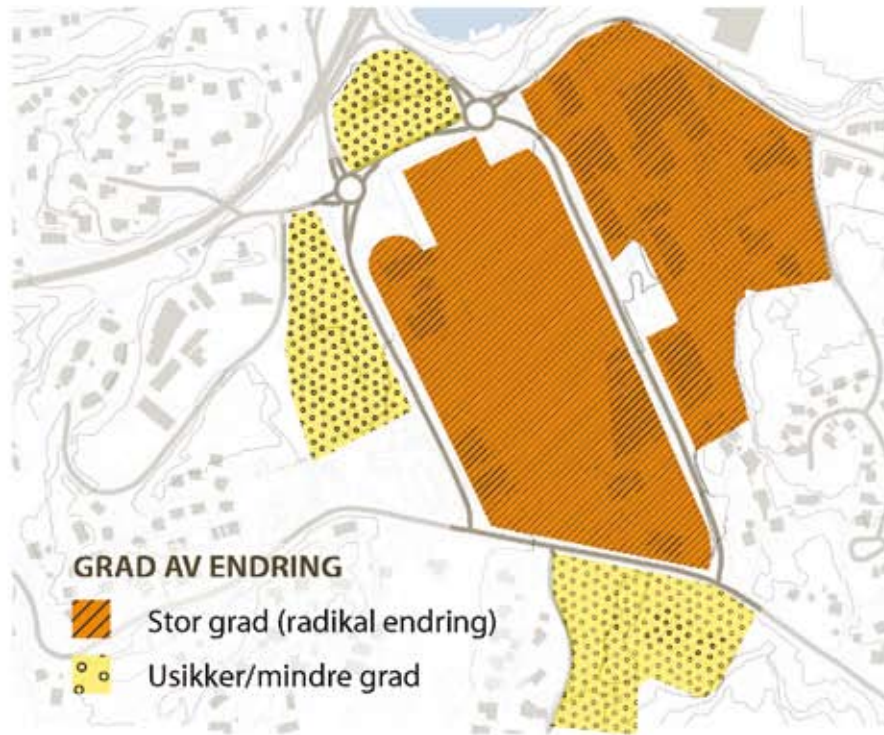 GRAD AV ENDRING
Stor grad (radikal endring)
Usikker/mindre grad